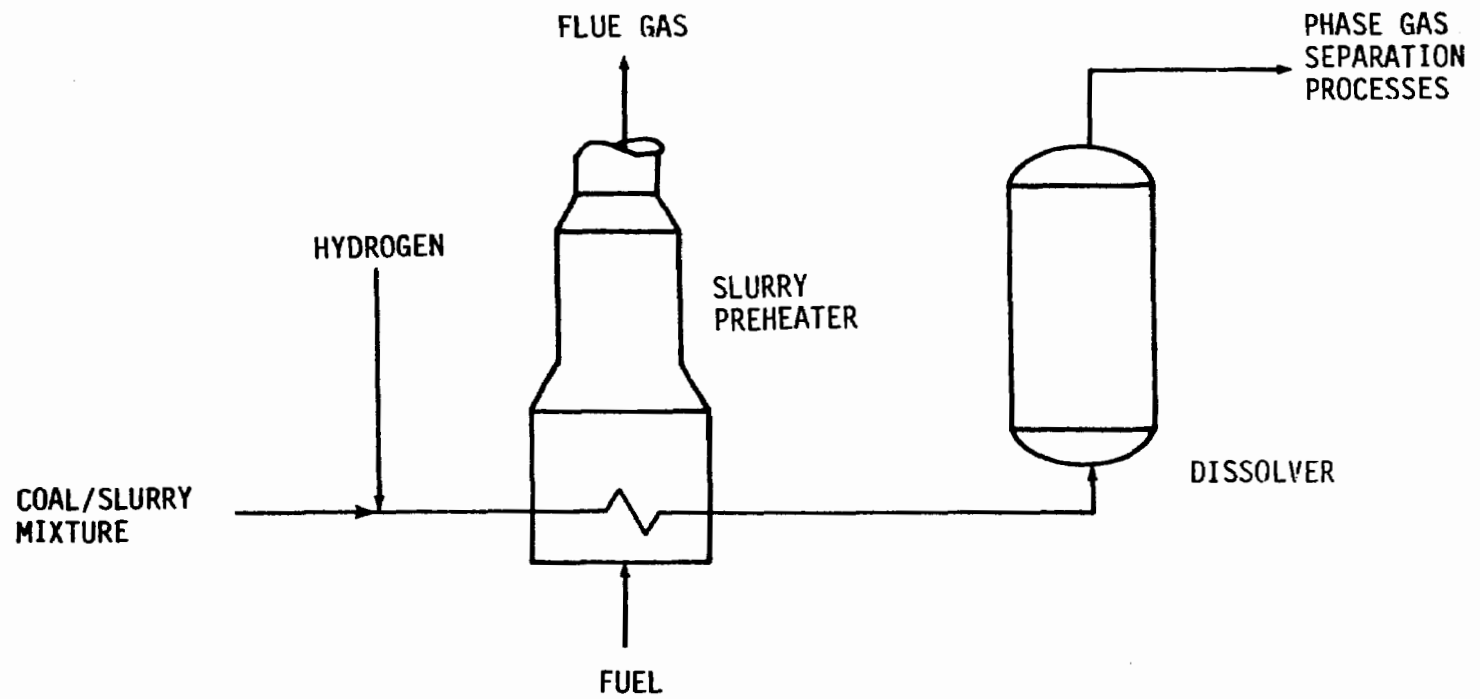 FLUE GAS
PHASE GAS
SEPARATION
PROCESSES
HYDROGEN
SLURRY
PREHEATER
COAL/SLURRY
MIXTURE
DISSOLVER
FUEL